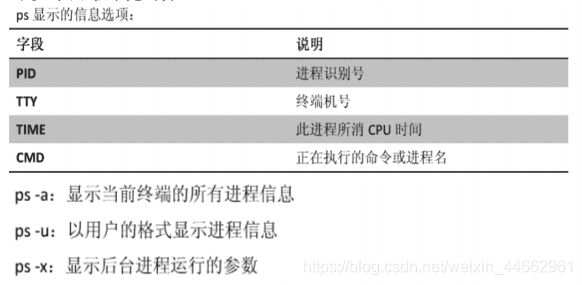 ps 显示的信息选项：
字段 说明
PID 进程识别号
TTY 终端机号
TIME 此进程所消 CPU 时间
CMD 正在执行的命令或进程名
ps -a：显示当前终端的所有进程信息
ps -u：以用户的格式显示进程信息
ps -x：显示后台进程运行的参数
https://blog.csdn.net/weixin_44662961